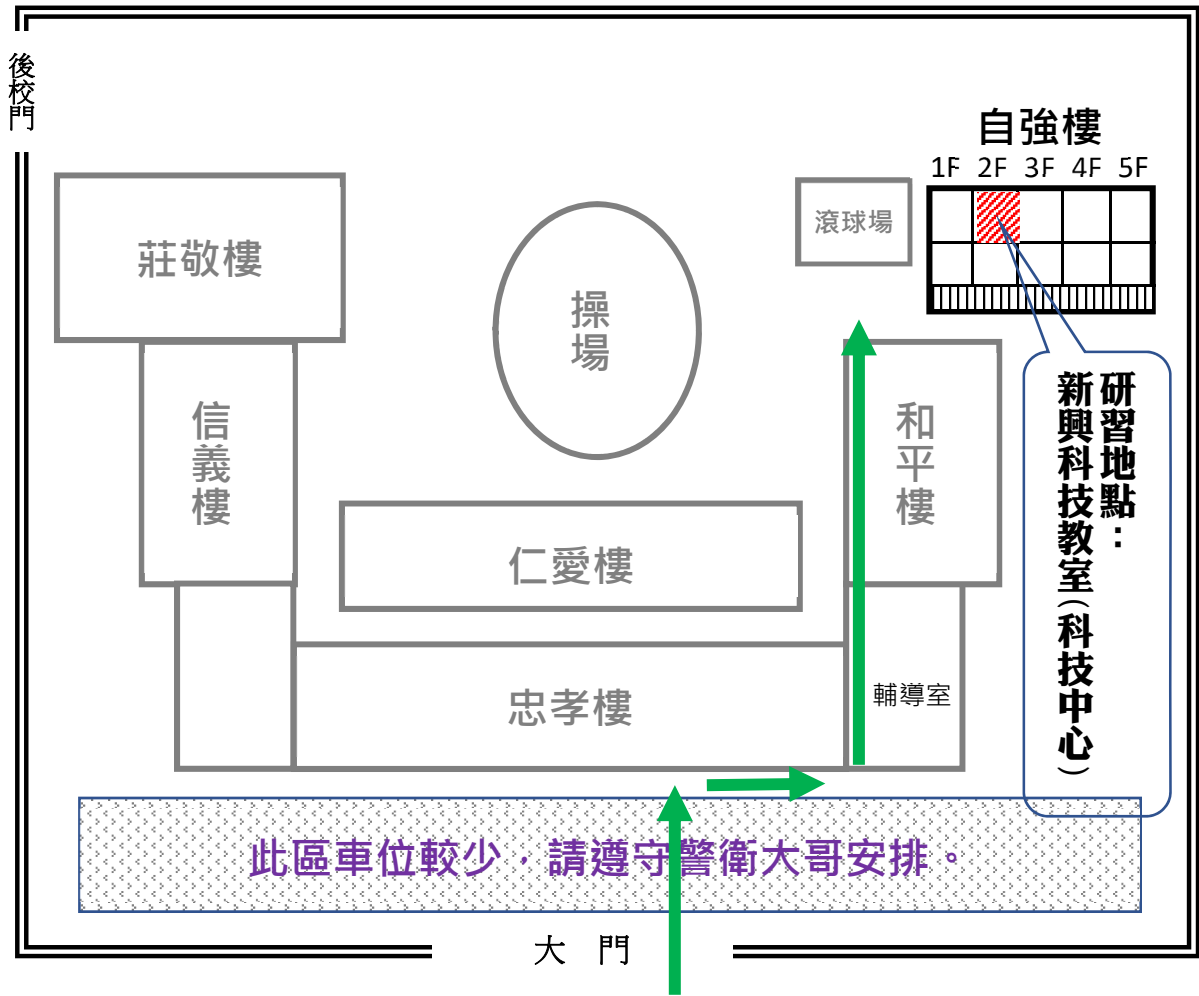 後校門
自強樓
1F 2F 3F 4F 5F
莊敬樓
操場
滾球場
信義樓
和平樓
研習地點：
新興科技教室(科技中心)
仁愛樓
忠孝樓
輔導室
此區車位較少，請遵守警衛大哥安排。
大 門